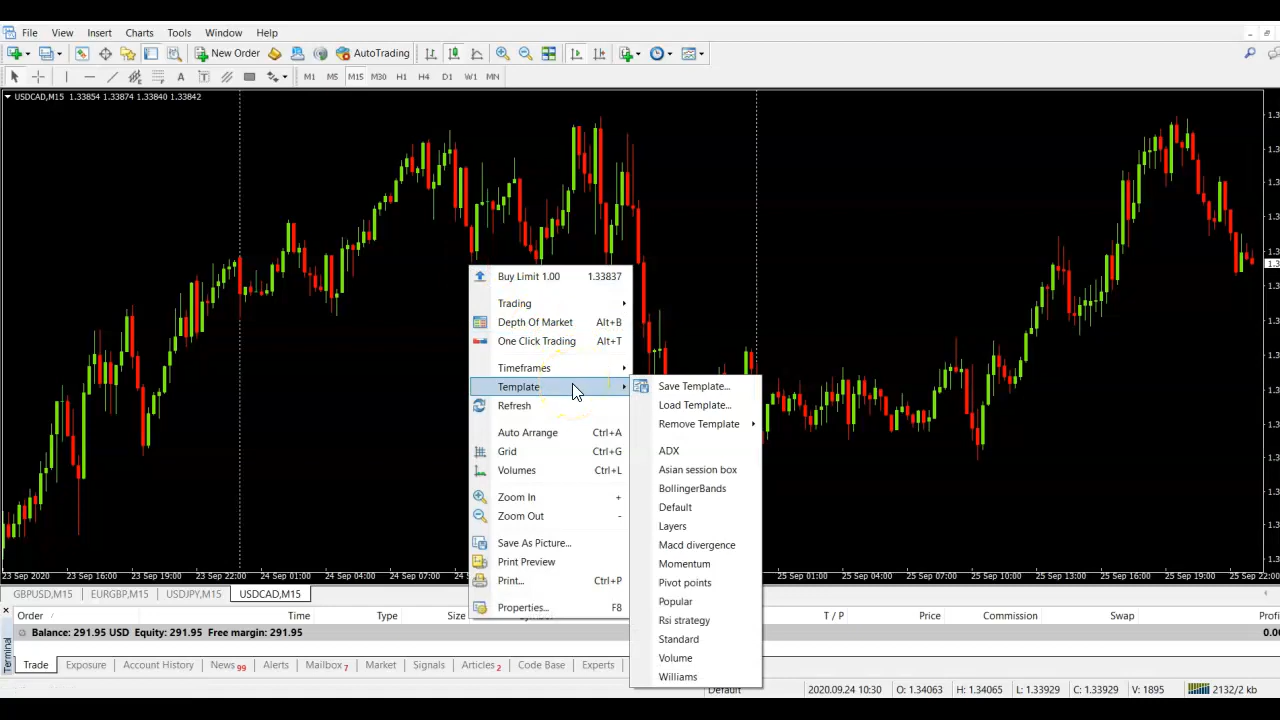 File View Insert Charts Tools Window Help
New Order AutoTrading
M1 M5 M15 M30 H1 H4 D1 W1 MN
USDCAD,M15 1.33854 1.33874 1.33840 1.33842
Buy Limit 1.00 1.33837
Trading
Depth Of Market Alt+B
One Click Trading Alt+T
Timeframes
Template
Refresh
Auto Arrange Ctrl+A
Grid Ctrl+G
Volumes Ctrl+L
Zoom In +
Zoom Out -
Save As Picture...
Print Preview
Print... Ctrl+P
Properties... F8
Save Template...
Load Template...
Remove Template
ADX
Asian session box
BollingerBands
Default
Layers
Macd divergence
Momentum
Pivot points
Popular
Rsi strategy
Standard
Volume
Williams
23 Sep 2020 23 Sep 16:00 23 Sep 19:00 23 Sep 22:00 24 Sep 01:00 24 Sep 04:00 24 Sep 07:00 25 Sep 01:00 25 Sep 04:00 25 Sep 07:00 25 Sep 10:00 25 Sep 13:00 25 Sep 16:00 25 Sep 19:00 25 Sep 22:00
GBPUSD,M15 EURGBP,M15 USDJPY,M15 USDCAD,M15
Order Time Type Size T / P Price Commission Swap Profi
Balance: 291.95 USD Equity: 291.95 Free margin: 291.95
Terminal
Trade Exposure Account History News 99 Alerts Mailbox 7 Market Signals Articles 2 Code Base Experts
Default 2020.09.24 10:30 O: 1.34063 H: 1.34065 L: 1.33929 C: 1.33929 V: 1895 2132/2 kb